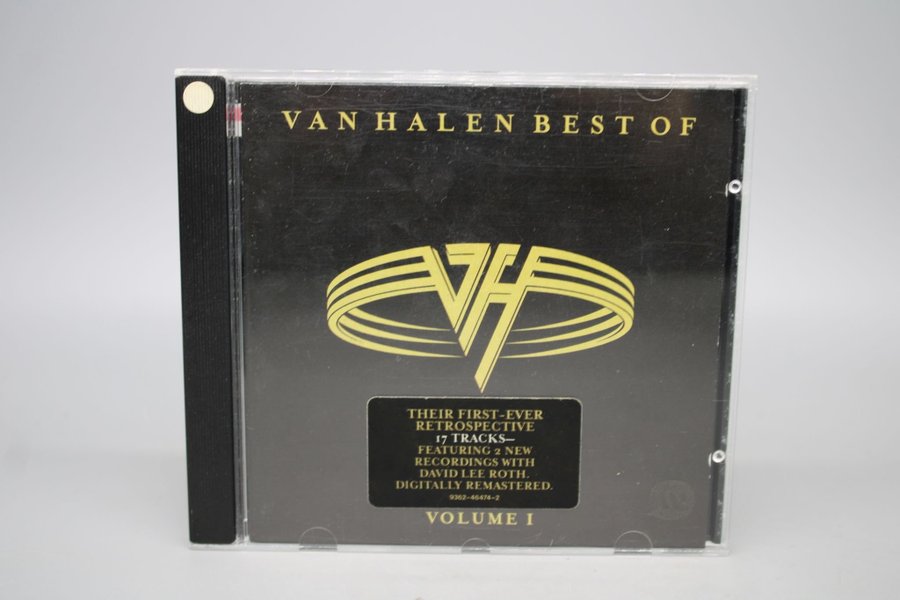 VAN HALEN BEST OF
VH
THEIR FIRST-EVER
RETROSPECTIVE
17 TRACKS—
FEATURING 2 NEW
RECORDINGS WITH
DAVID LEE ROTH.
DIGITALLY REMASTERED.
9362-46474-2
VOLUME I